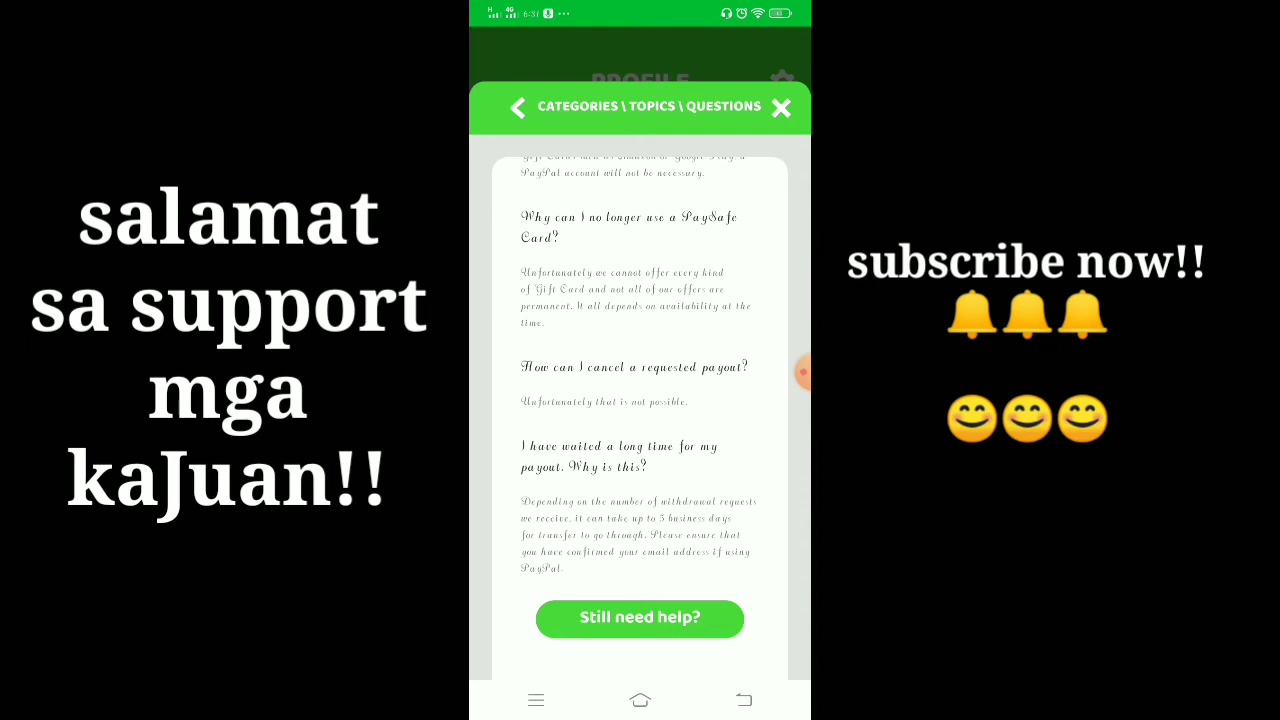 salamat
sa support
mga
kaJuan!!
H 4G 6:31
PROFILE
CATEGORIES \ TOPICS \ QUESTIONS
PayPal account will not be necessary.
Why can I no longer use a PaySafe
Card?
Unfortunately we cannot offer every kind
of Gift Card and not all of our offers are
permanent. It all depends on availability at the
time.
How can I cancel a requested payout?
Unfortunately that is not possible.
I have waited a long time for my
payout. Why is this?
Depending on the number of withdrawal requests
we receive, it can take up to 5 business days
for transfer to go through. Please ensure that
you have confirmed your email address if using
PayPal.
Still need help?
subscribe now!!